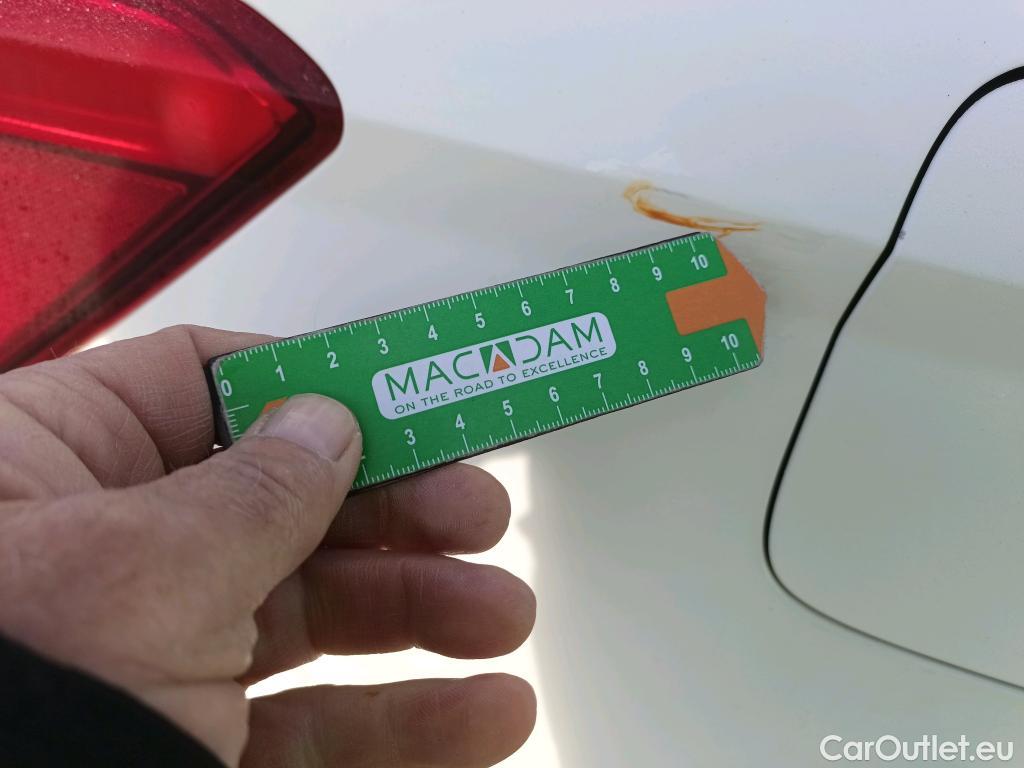 0 1 2 3 4 5 6 7 8 9 10
MACADAM
ON THE ROAD TO EXCELLENCE
3 4 5 6 7 8 9 10
CarOutlet.eu